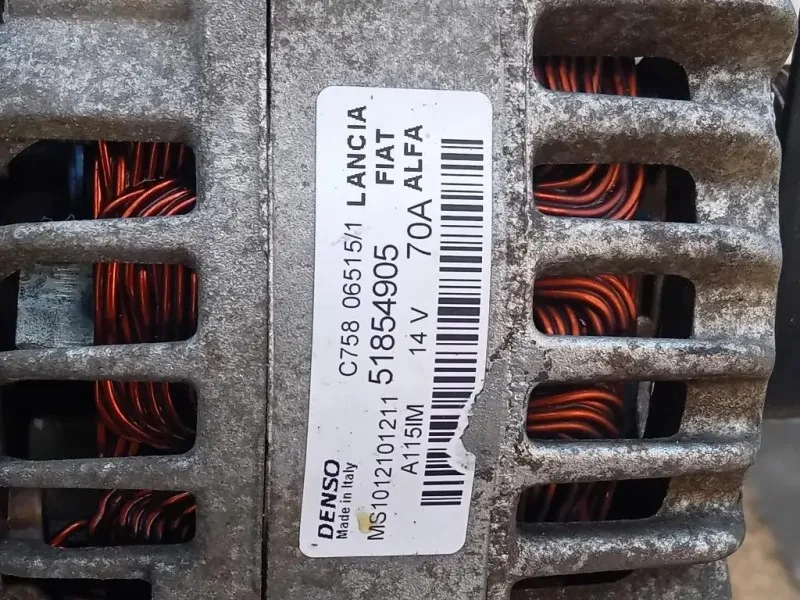 DENSO
Made in Italy
C758 06515/1 LANCIA
MS1012101211 51854905 FIAT
A115IM 14 V 70A ALFA